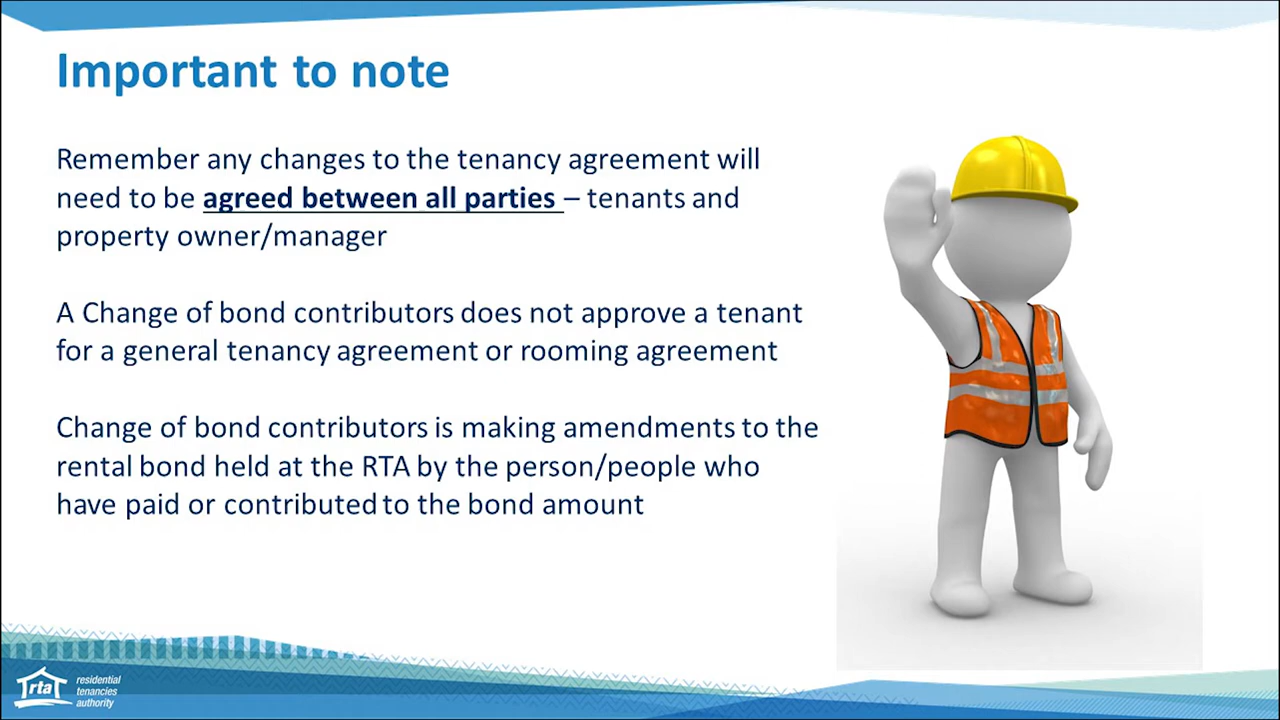 Important to note
Remember any changes to the tenancy agreement will
need to be agreed between all parties – tenants and
property owner/manager
A Change of bond contributors does not approve a tenant
for a general tenancy agreement or rooming agreement
Change of bond contributors is making amendments to the
rental bond held at the RTA by the person/people who
have paid or contributed to the bond amount
rta
residential
tenancies
authority